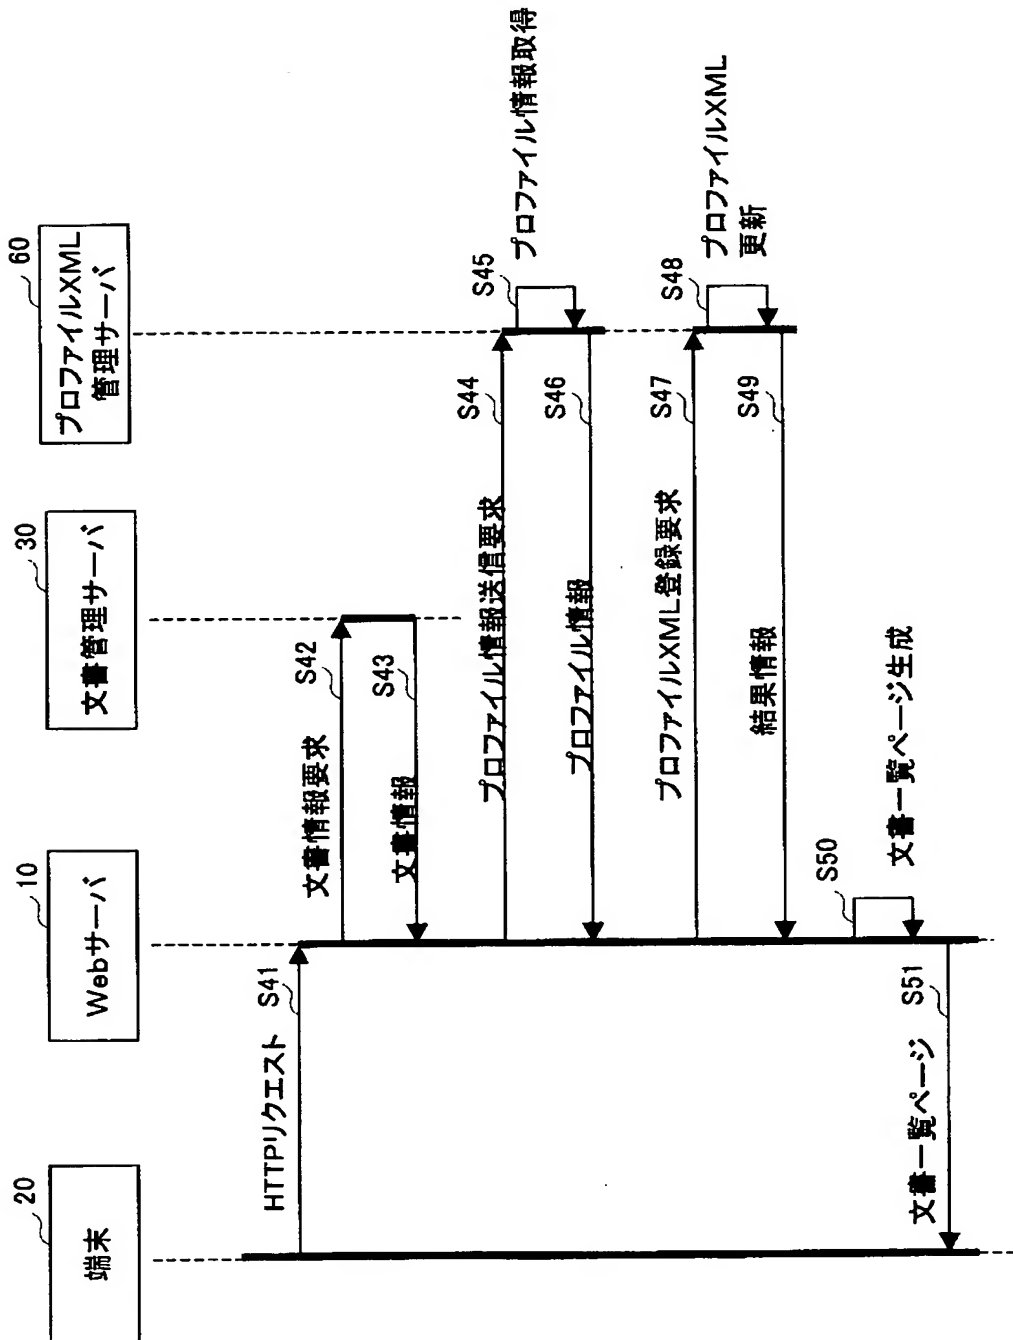 20
端末
10
Webサーバ
30
文書管理サーバ
60
プロファイルXML
管理サーバ
HTTPリクエスト
S41
文書情報要求
S42
文書情報
S43
プロファイル情報送信要求
S44
S45
プロファイル情報取得
プロファイル情報
S46
プロファイルXML登録要求
S47
S48
プロファイルXML
更新
結果情報
S49
S50
文書一覧ページ生成
文書一覧ページ
S51